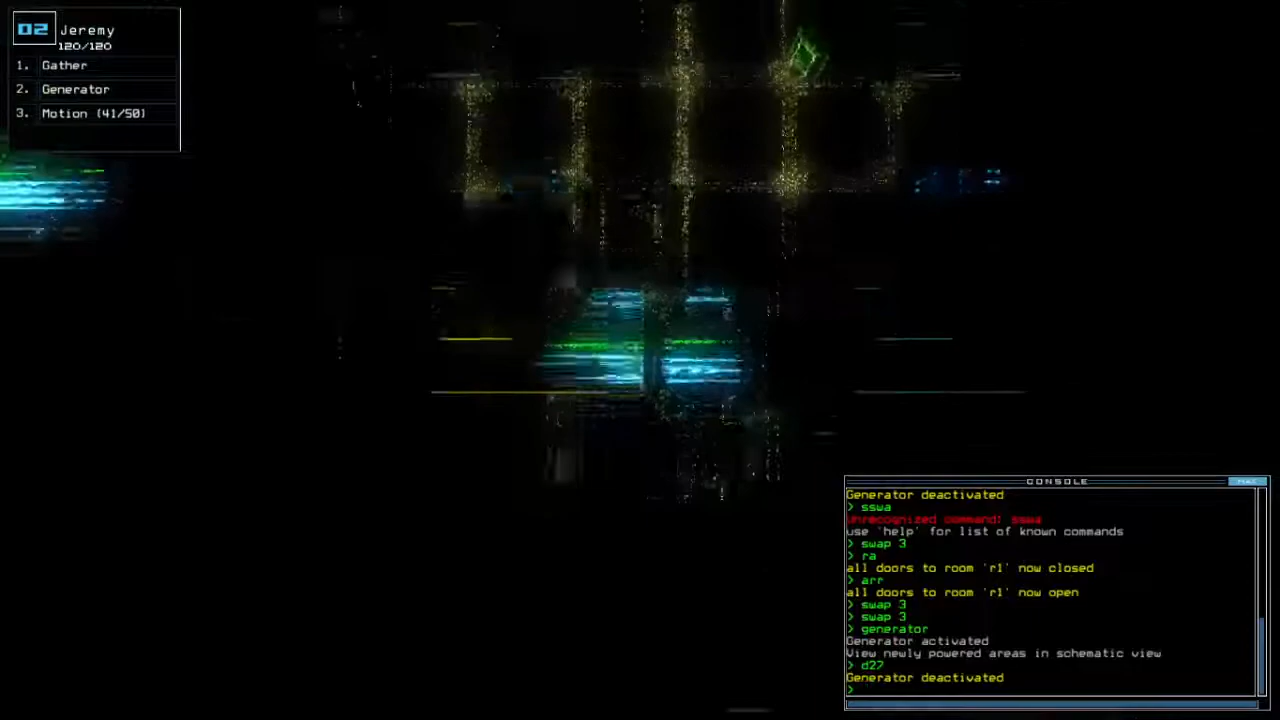 02 Jeremy
120/120
1. Gather
2. Generator
3. Motion (41/50)
CONSOLE
Generator deactivated
> sswa
Unrecognized command: sswa
use 'help' for list of known commands
> swap 3
> ra
all doors to room 'r1' now closed
> arr
all doors to room 'r1' now open
> swap 3
> swap 3
> generator
Generator activated
View newly powered areas in schematic view
> d27
Generator deactivated
>